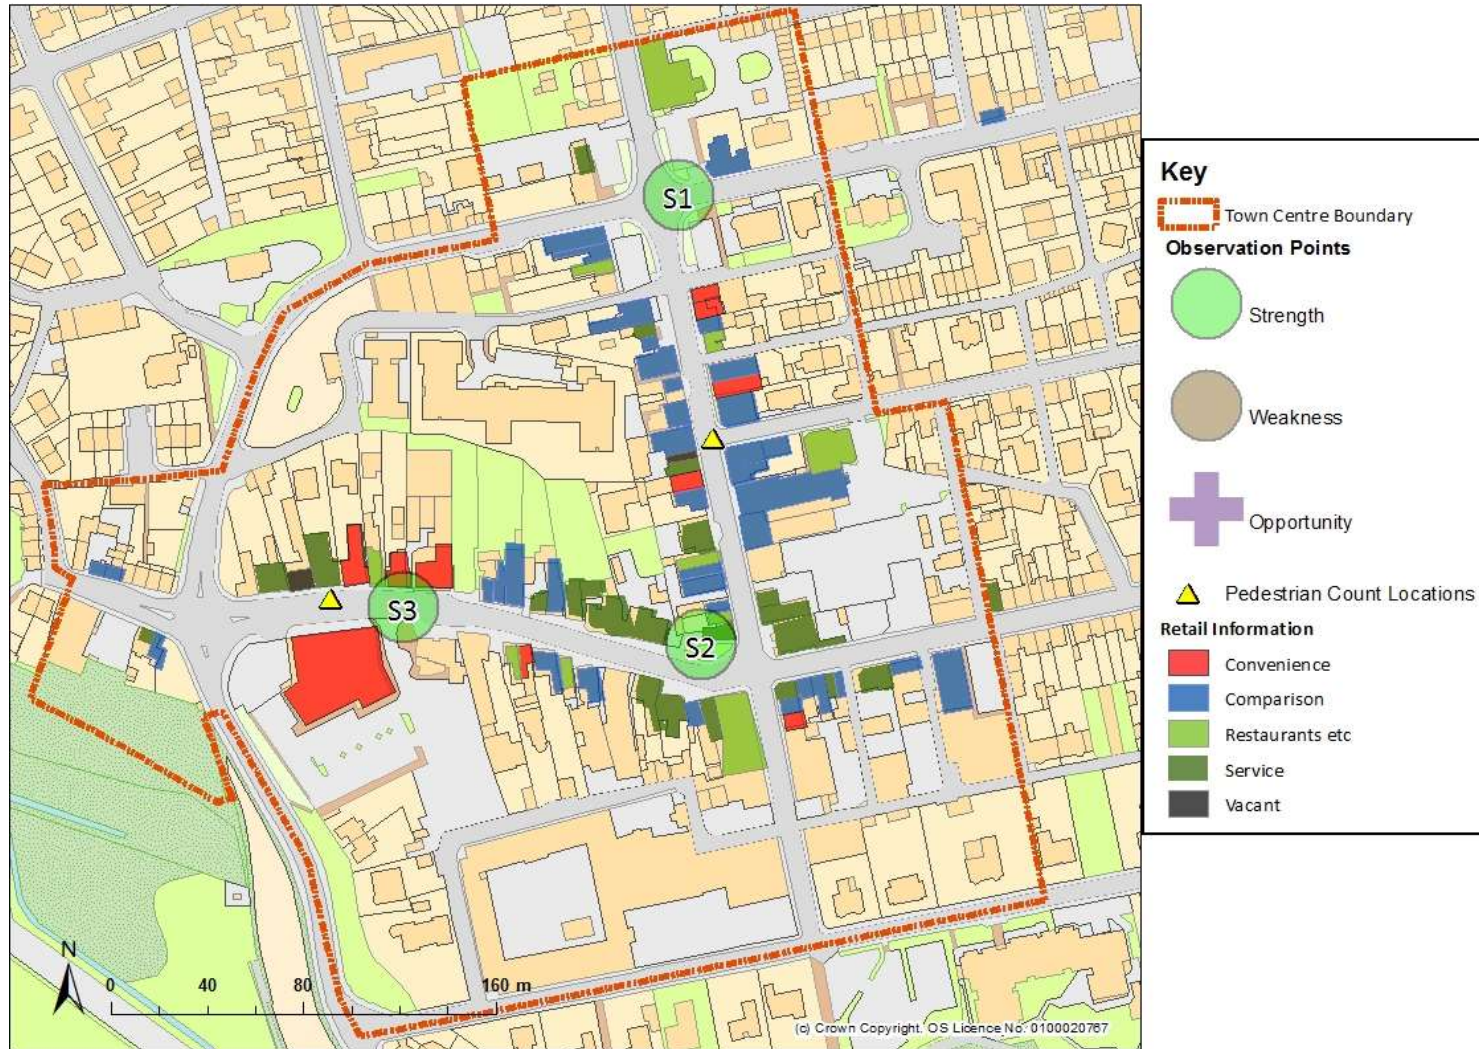 S1
S3
S2
N
0 40 80 160 m
(c) Crown Copyright. OS Licence No. 0100020767
Key
Town Centre Boundary
Observation Points
Strength
Weakness
Opportunity
Pedestrian Count Locations
Retail Information
Convenience
Comparison
Restaurants etc
Service
Vacant